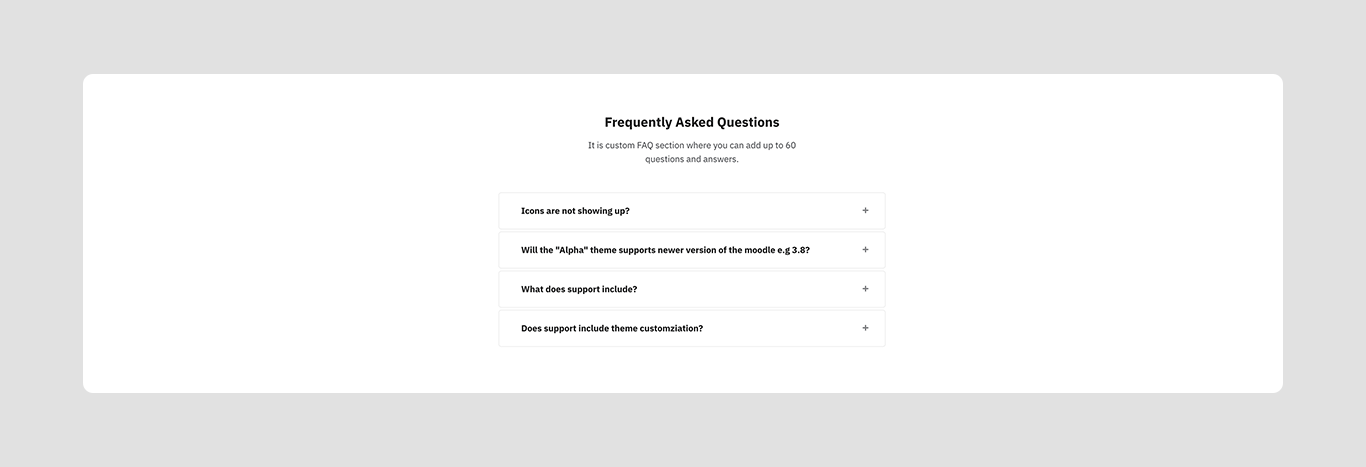 Frequently Asked Questions
It is custom FAQ section where you can add up to 60
questions and answers.
Icons are not showing up?
Will the "Alpha" theme supports newer version of the moodle e.g 3.8?
What does support include?
Does support include theme customziation?